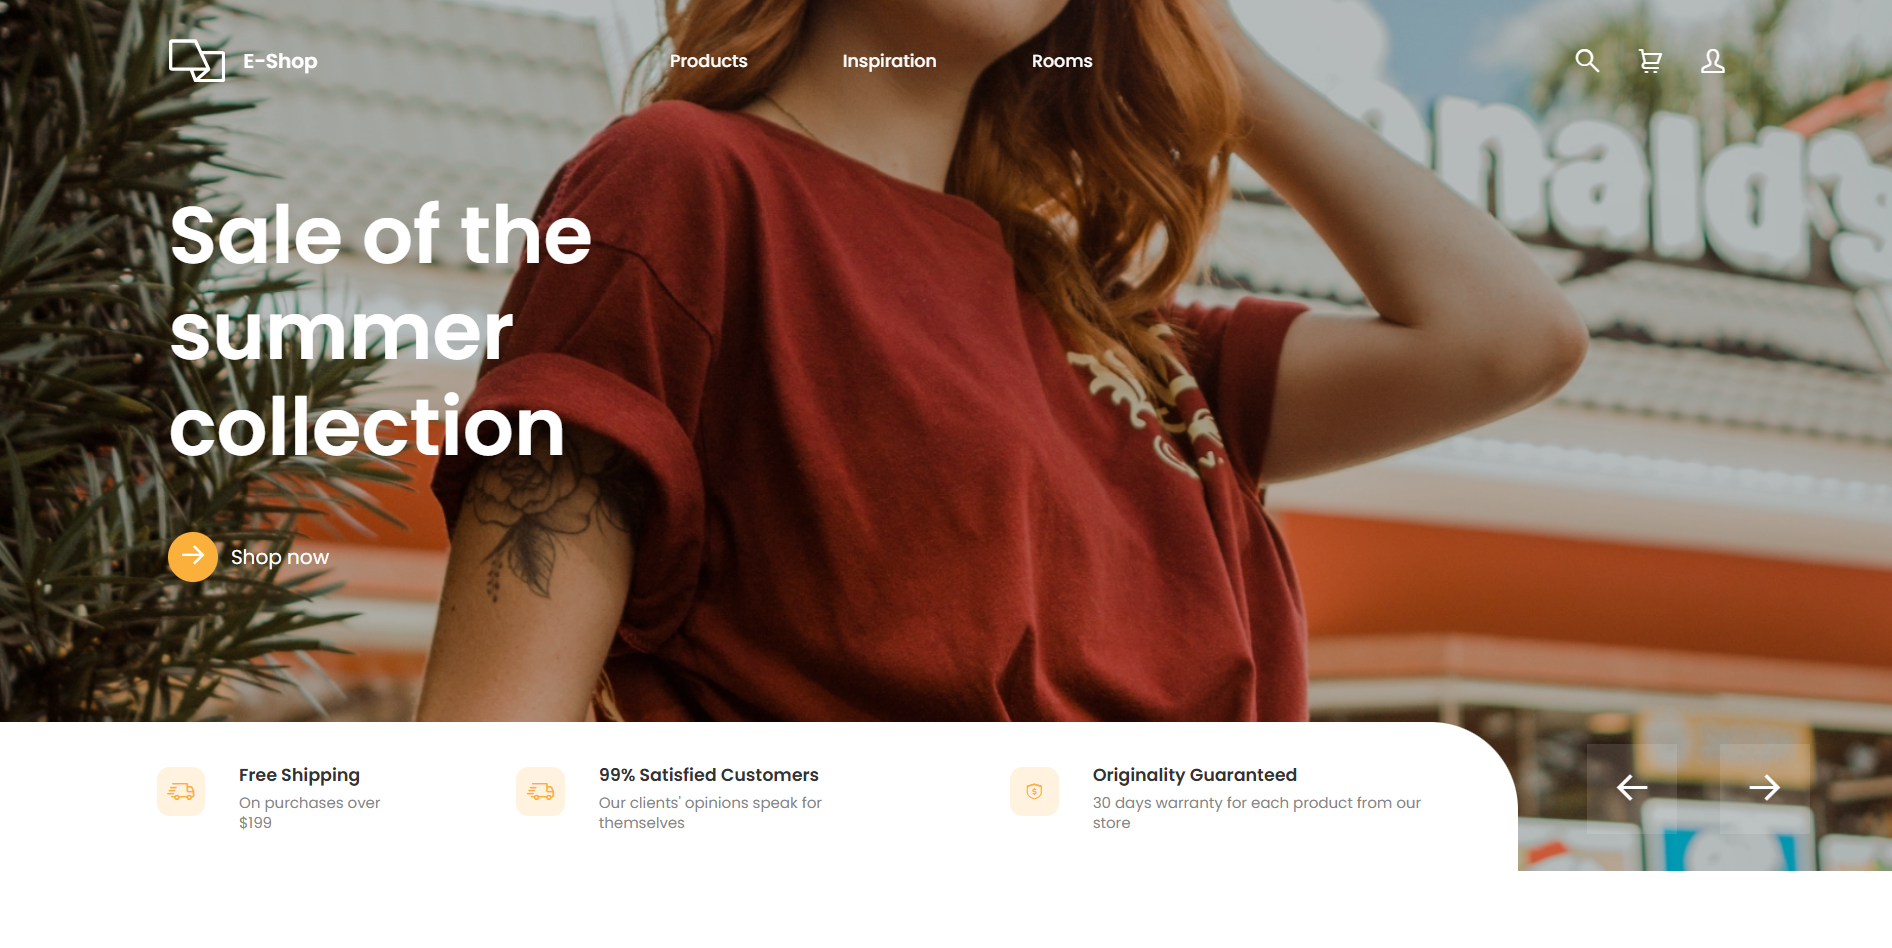 E-Shop
Products
Inspiration
Rooms
nald's
Sale of the
summer
collection
Shop now
Free Shipping
On purchases over
$199
99% Satisfied Customers
Our clients' opinions speak for
themselves
Originality Guaranteed
30 days warranty for each product from our
store